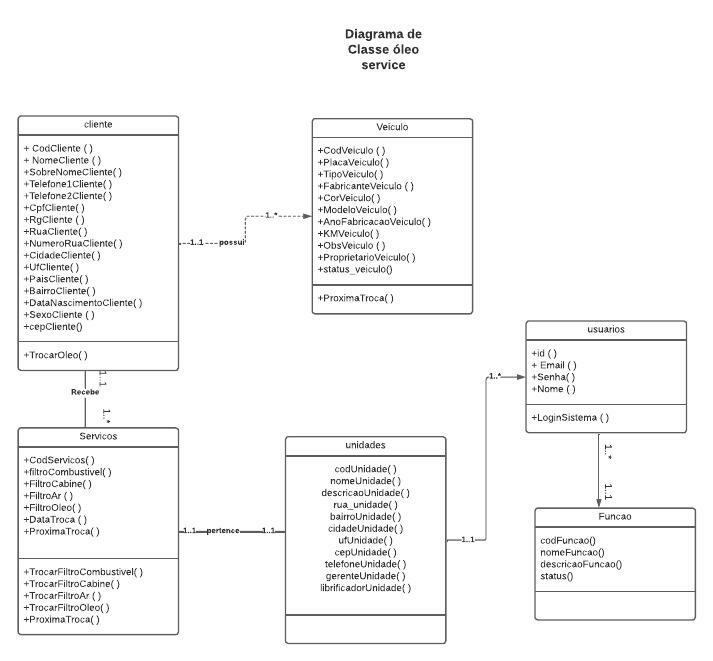 Diagrama de
Classe óleo
service
cliente
+ CodCliente ( )
+ NomeCliente ( )
+SobreNomeCliente( )
+Telefone1Cliente( )
+Telefone2Cliente( )
+CpfCliente( )
+RgCliente ( )
+RuaCliente( )
+NumeroRuaCliente( )
+CidadeCliente( )
+UfCliente( )
+PaisCliente( )
+BairroCliente( )
+DataNascimentoCliente( )
+SexoCliente ( )
+cepCliente()
+TrocarOleo( )
1..1
possui
1..*
Veiculo
+CodVeiculo ( )
+PlacaVeiculo( )
+TipoVeiculo( )
+FabricanteVeiculo ( )
+CorVeiculo( )
+ModeloVeiculo( )
+AnoFabricacaoVeiculo( )
+KMVeiculo( )
+ObsVeiculo( )
+ProprietarioVeiculo( )
+status_veiculo()
+ProximaTroca( )
1..1
Recebe
1..*
Servicos
+CodServicos( )
+filtroCombustivel( )
+FiltroCabine( )
+FiltroAr( )
+FiltroOleo( )
+DataTroca ( )
+ProximaTroca( )
+TrocarFiltroCombustivel( )
+TrocarFiltroCabine( )
+TrocarFiltroAr ( )
+TrocarFiltroOleo( )
+ProximaTroca( )
1..1
pertence
1..1
unidades
codUnidade( )
nomeUnidade( )
descricaoUnidade( )
rua_unidade( )
bairroUnidade( )
cidadeUnidade( )
ufUnidade( )
cepUnidade( )
telefoneUnidade( )
gerenteUnidade( )
librificadorUnidade( )
1..1
1..*
usuarios
+id ( )
+ Email ( )
+Senha( )
+Nome ( )
+LoginSistema ( )
1..*
1..1
Funcao
codFuncao()
nomeFuncao()
descricaoFuncao()
status()